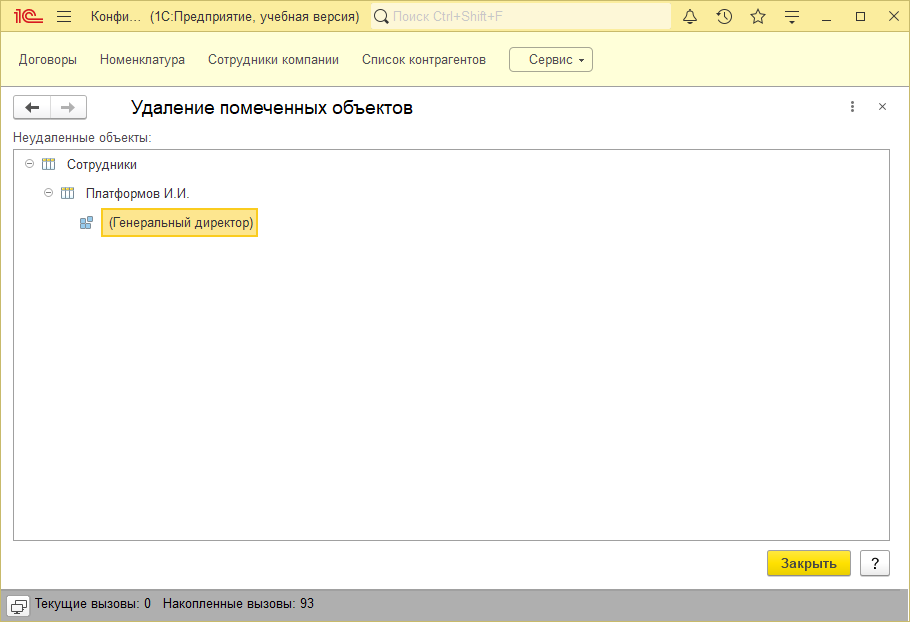 1С Конфи... (1С:Предприятие, учебная версия) Поиск Ctrl+Shift+F
Договоры Номенклатура Сотрудники компании Список контрагентов Сервис
Удаление помеченных объектов
Неудаленные объекты:
Сотрудники
Платформов И.И.
(Генеральный директор)
Закрыть ?
Текущие вызовы: 0 Накопленные вызовы: 93